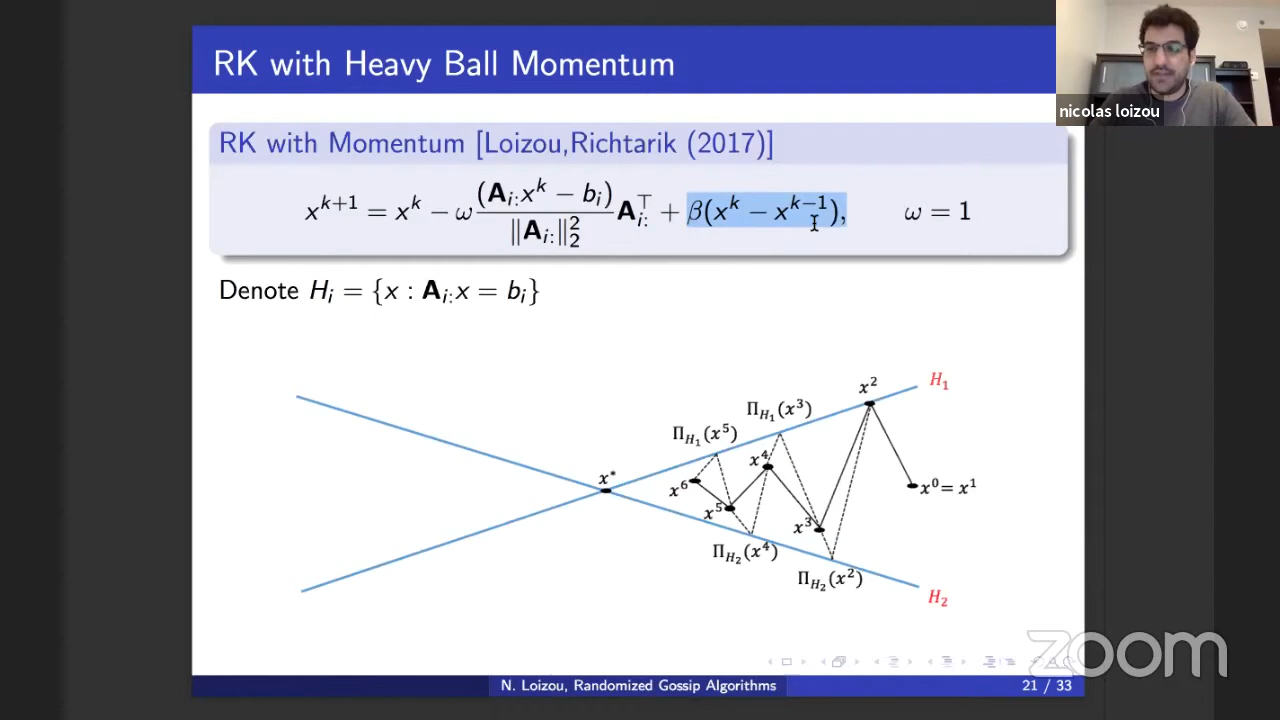 RK with Heavy Ball Momentum
nicolas loizou
RK with Momentum [Loizou,Richtarik (2017)]
x^{k+1} = x^k − ω (A_{i:}x^k − b_i) / ‖A_{i:}‖_2^2 A_{i:}^⊤ + β(x^k − x^{k−1}), ω = 1
Denote H_i = {x : A_{i:}x = b_i}
H_1
x^2
Π_{H_1}(x^3)
Π_{H_1}(x^5)
x^4
x^*
x^6
x^0 = x^1
x^5
x^3
Π_{H_2}(x^4)
Π_{H_2}(x^2)
H_2
zoom
N. Loizou, Randomized Gossip Algorithms
21 / 33